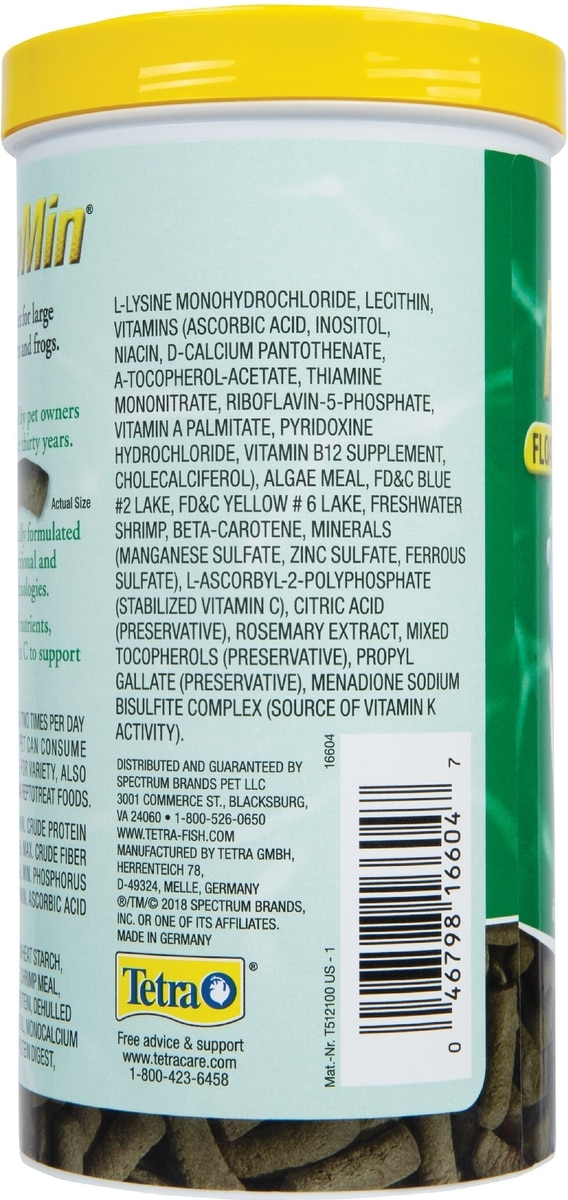 Min®
for large
and frogs.
by pet owners
thirty years.
Actual Size
formulated
and
nutrients,
C to support
TWO TIMES PER DAY
PET CAN CONSUME
FOR VARIETY, ALSO
REPTOTREAT FOODS.
CRUDE PROTEIN
MAX. CRUDE FIBER
MIN. PHOSPHORUS
ASCORBIC ACID
STARCH,
SHRIMP MEAL,
DEHULLED
MONOCALCIUM
DIGEST,
L-LYSINE MONOHYDROCHLORIDE, LECITHIN,
VITAMINS (ASCORBIC ACID, INOSITOL,
NIACIN, D-CALCIUM PANTOTHENATE,
A-TOCOPHEROL-ACETATE, THIAMINE
MONONITRATE, RIBOFLAVIN-5-PHOSPHATE,
VITAMIN A PALMITATE, PYRIDOXINE
HYDROCHLORIDE, VITAMIN B12 SUPPLEMENT,
CHOLECALCIFEROL), ALGAE MEAL, FD&C BLUE
#2 LAKE, FD&C YELLOW # 6 LAKE, FRESHWATER
SHRIMP, BETA-CAROTENE, MINERALS
(MANGANESE SULFATE, ZINC SULFATE, FERROUS
SULFATE), L-ASCORBYL-2-POLYPHOSPHATE
(STABILIZED VITAMIN C), CITRIC ACID
(PRESERVATIVE), ROSEMARY EXTRACT, MIXED
TOCOPHEROLS (PRESERVATIVE), PROPYL
GALLATE (PRESERVATIVE), MENADIONE SODIUM
BISULFITE COMPLEX (SOURCE OF VITAMIN K
ACTIVITY).
DISTRIBUTED AND GUARANTEED BY
SPECTRUM BRANDS PET LLC
3001 COMMERCE ST., BLACKSBURG,
VA 24060 • 1-800-526-0650
WWW.TETRA-FISH.COM
MANUFACTURED BY TETRA GMBH,
HERRENTEICH 78,
D-49324, MELLE, GERMANY
®/TM/© 2018 SPECTRUM BRANDS,
INC. OR ONE OF ITS AFFILIATES.
MADE IN GERMANY
Tetra®
Free advice & support
www.tetracare.com
1-800-423-6458
16604
Mat.-Nr. T512100 US - 1
0 46798 16604 7
FLO